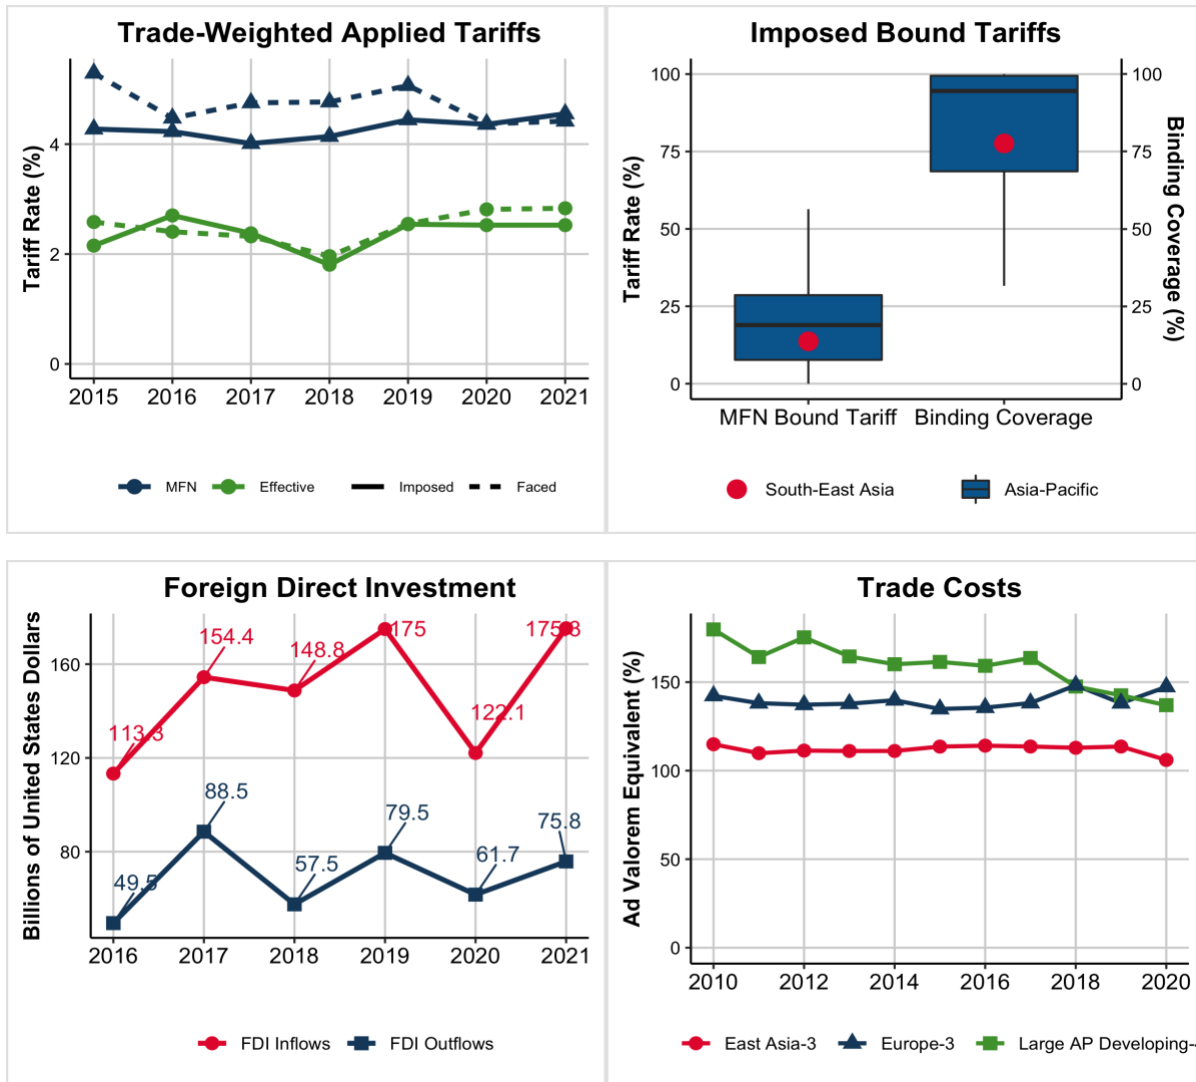 Trade-Weighted Applied Tariffs
Tariff Rate (%)
4
2
0
2015 2016 2017 2018 2019 2020 2021
MFN Effective Imposed Faced
Imposed Bound Tariffs
Tariff Rate (%)
Binding Coverage (%)
100 100
75 75
50 50
25 25
0 0
MFN Bound Tariff Binding Coverage
South-East Asia Asia-Pacific
Foreign Direct Investment
Billions of United States Dollars
160
120
80
113.3 154.4 148.8 175 122.1 175.3
49.5 88.5 57.5 79.5 61.7 75.8
2016 2017 2018 2019 2020 2021
FDI Inflows FDI Outflows
Trade Costs
Ad Valorem Equivalent (%)
150
100
50
0
2010 2012 2014 2016 2018 2020
East Asia-3 Europe-3 Large AP Developing-